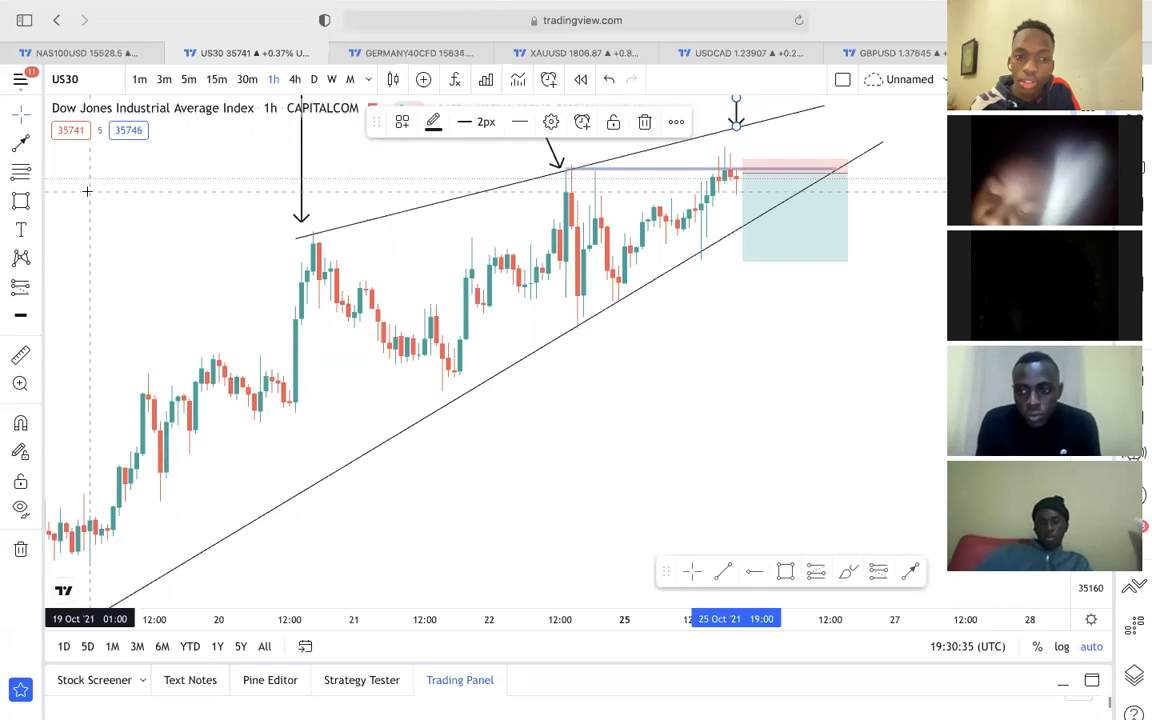 tradingview.com
NAS100USD 15528.5 ▲...
US30 35741 ▲ +0.37% U...
GERMANY40CFD 15634....
XAUUSD 1806.87 ▲ +0.8...
USDCAD 1.23907 ▲ +0.2...
GBPUSD 1.37645 ▲ +
11
US30
1m 3m 5m 15m 30m 1h 4h D W M
Unnamed
Dow Jones Industrial Average Index · 1h · CAPITALCOM
2px
35741 5 35746
35160
19 Oct '21 01:00
12:00 20 12:00 21 12:00 22 12:00 25 12
25 Oct '21 19:00
12:00 27 12:00 28
1D 5D 1M 3M 6M YTD 1Y 5Y All
19:30:35 (UTC)
% log auto
Stock Screener Text Notes Pine Editor Strategy Tester Trading Panel